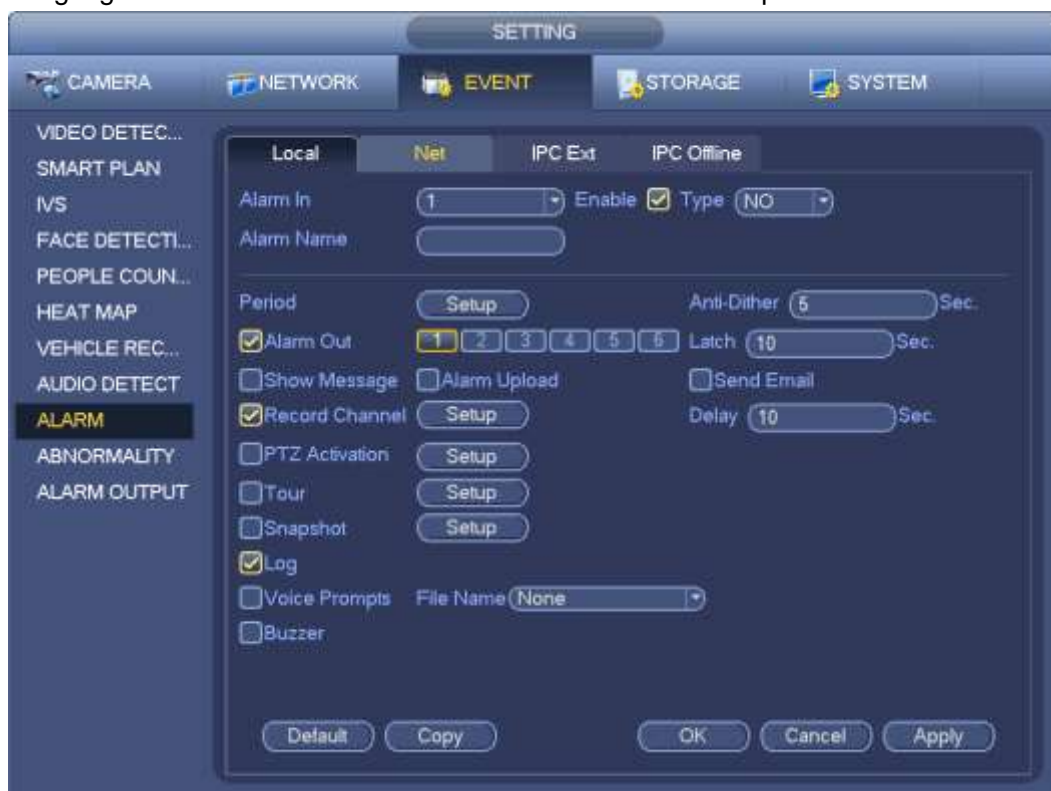 SETTING
CAMERA NETWORK EVENT STORAGE SYSTEM
VIDEO DETEC...
SMART PLAN
IVS
FACE DETECTI...
PEOPLE COUN...
HEAT MAP
VEHICLE REC...
AUDIO DETECT
ALARM
ABNORMALITY
ALARM OUTPUT
Local Net IPC Ext IPC Offline
Alarm In 1 Enable Type NO
Alarm Name
Period Setup Anti-Dither 5 Sec.
Alarm Out 1 2 3 4 5 6 Latch 10 Sec.
Show Message Alarm Upload Send Email
Record Channel Setup Delay 10 Sec.
PTZ Activation Setup
Tour Setup
Snapshot Setup
Log
Voice Prompts File Name None
Buzzer
Default Copy OK Cancel Apply